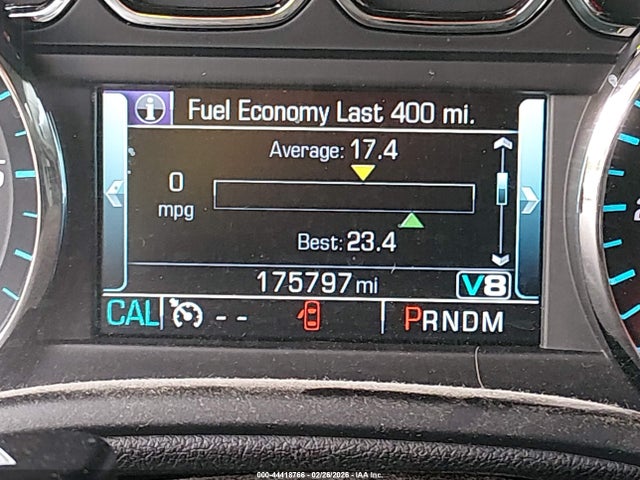 Fuel Economy Last 400 mi.
Average: 17.4
0
mpg
Best: 23.4
175797 mi V8
CAL -- PRNDM
000-44418766 - 02/26/2026 - IAA Inc.